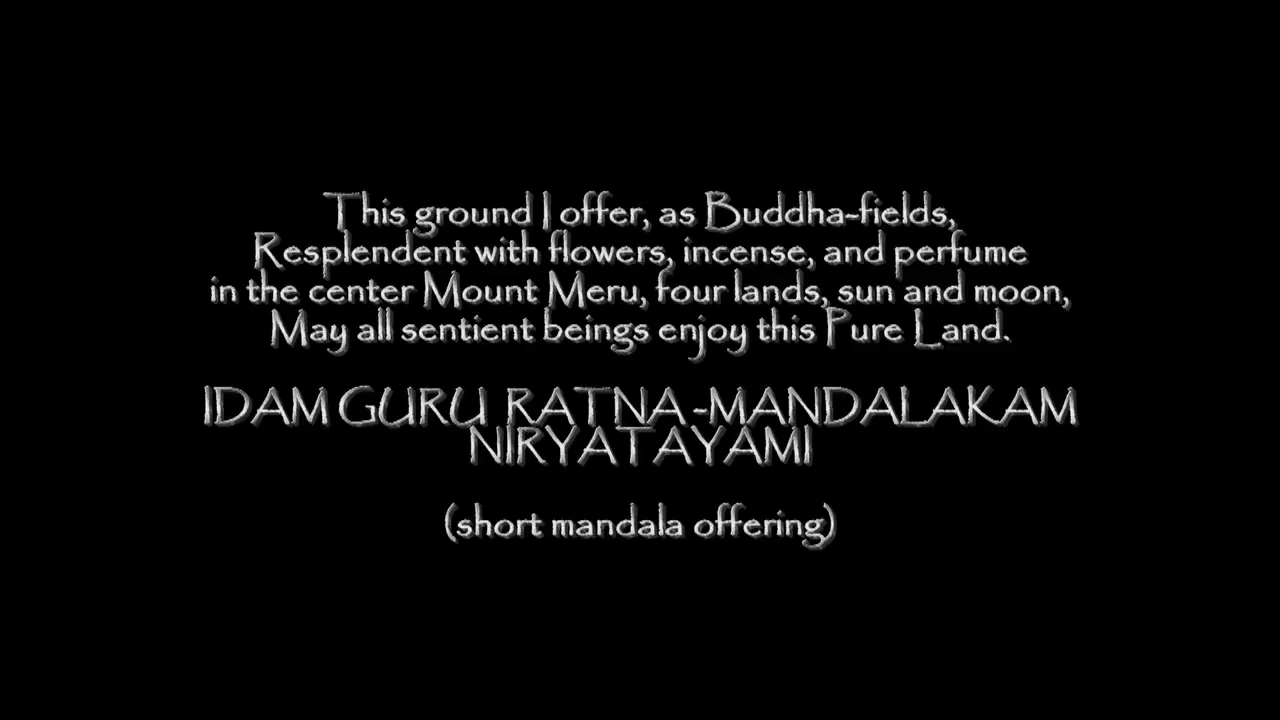 This ground I offer, as Buddha-fields,
Resplendent with flowers, incense, and perfume
in the center Mount Meru, four lands, sun and moon,
May all sentient beings enjoy this Pure Land.
IDAM GURU RATNA-MANDALAKAM
NIRYATAYAMI
(short mandala offering)